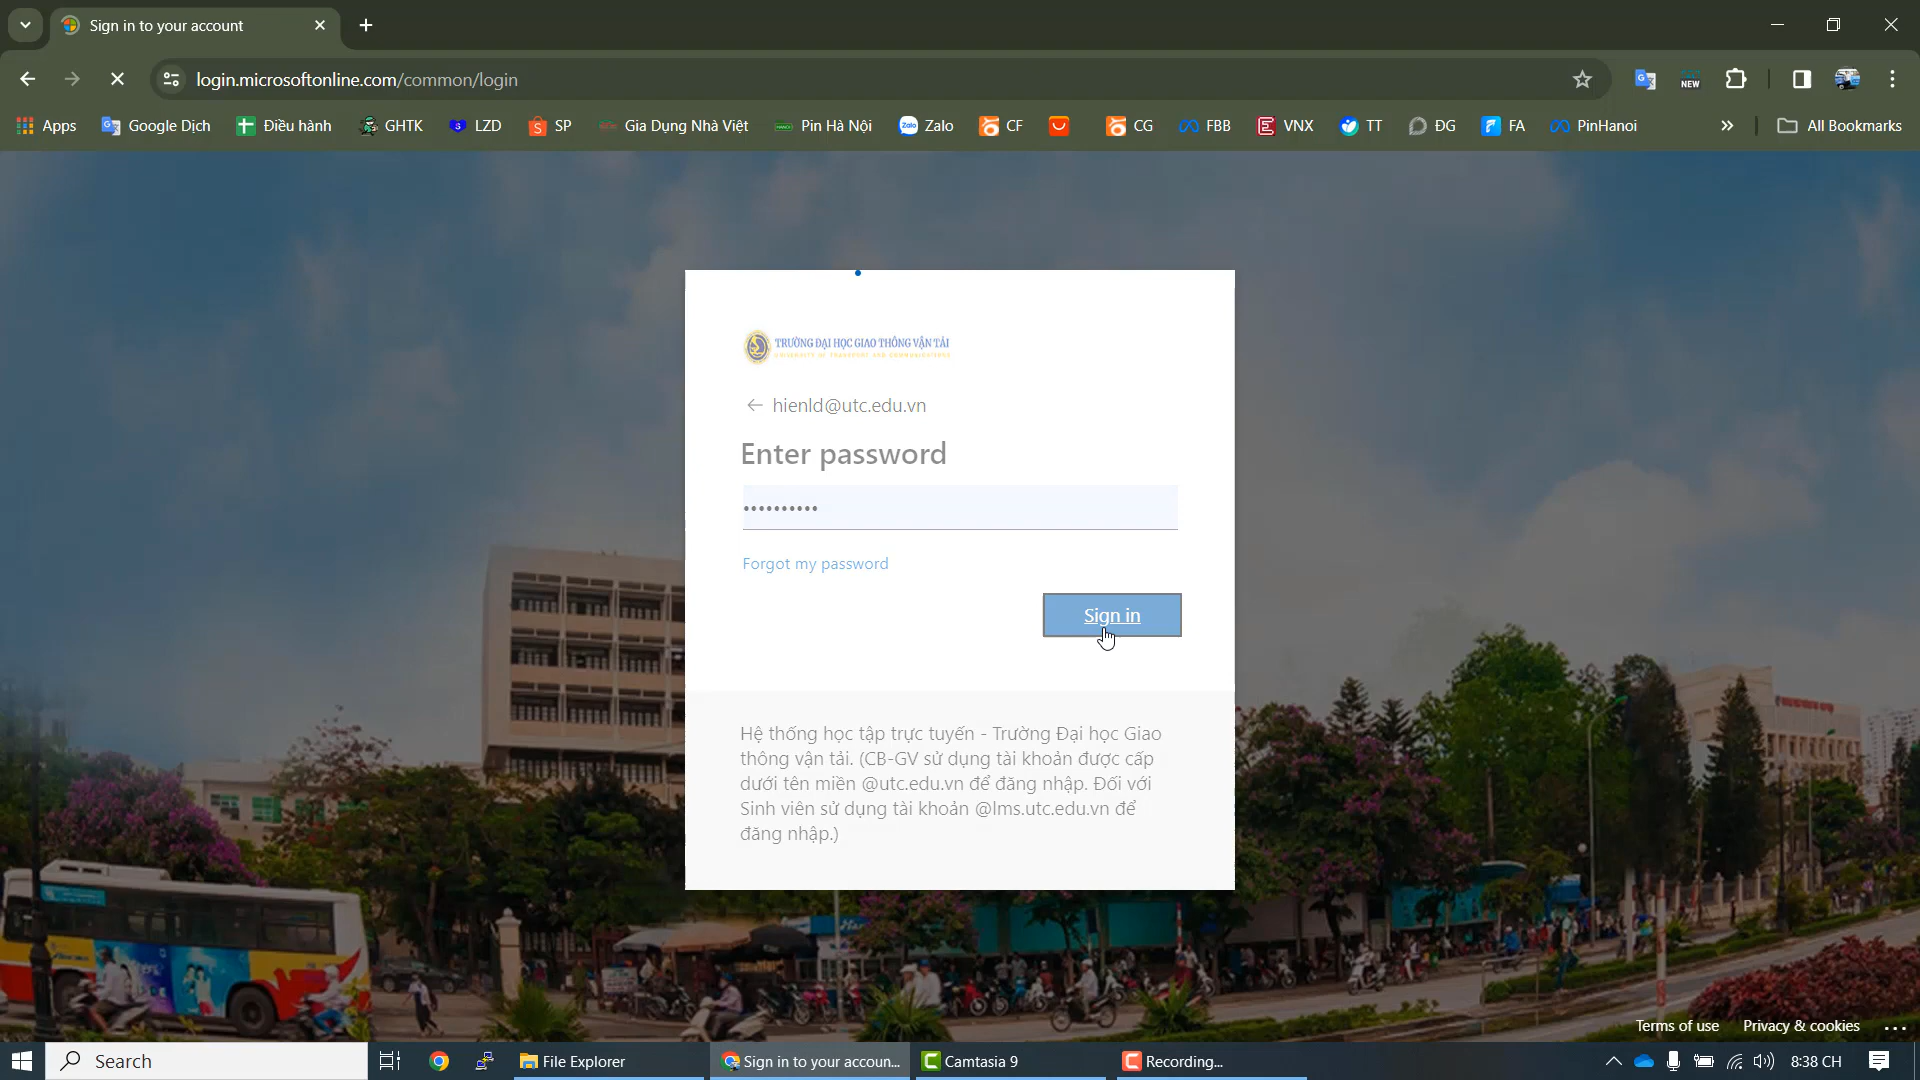 Sign in to your account
login.microsoftonline.com/common/login
NEW
Apps
Google Dịch
Điều hành
GHTK
LZD
SP
Gia Dụng Nhà Việt
Pin Hà Nội
Zalo
CF
CG
FBB
VNX
TT
ĐG
FA
PinHanoi
All Bookmarks
TRƯỜNG ĐẠI HỌC GIAO THÔNG VẬN TẢI
UNIVERSITY OF TRANSPORT AND COMMUNICATIONS
hienld@utc.edu.vn
Enter password
Forgot my password
Sign in
Hệ thống học tập trực tuyến - Trường Đại học Giao
thông vận tải. (CB-GV sử dụng tài khoản được cấp
dưới tên miền @utc.edu.vn để đăng nhập. Đối với
Sinh viên sử dụng tài khoản @lms.utc.edu.vn để
đăng nhập.)
Terms of use
Privacy & cookies
Search
File Explorer
Sign in to your accoun...
Camtasia 9
Recording...
8:38 CH